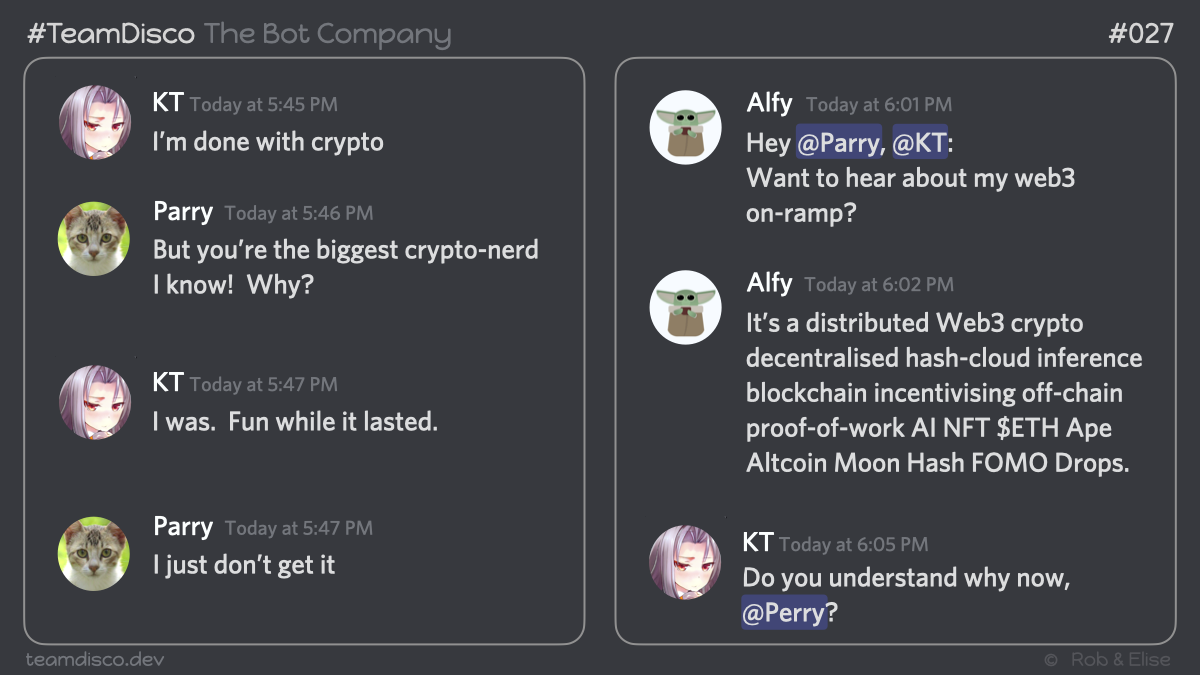 #TeamDisco The Bot Company
#027
KT Today at 5:45 PM
I'm done with crypto
Parry Today at 5:46 PM
But you're the biggest crypto-nerd
I know! Why?
KT Today at 5:47 PM
I was. Fun while it lasted.
Parry Today at 5:47 PM
I just don't get it
Alfy Today at 6:01 PM
Hey @Parry, @KT:
Want to hear about my web3
on-ramp?
Alfy Today at 6:02 PM
It's a distributed Web3 crypto
decentralised hash-cloud inference
blockchain incentivising off-chain
proof-of-work AI NFT $ETH Ape
Altcoin Moon Hash FOMO Drops.
KT Today at 6:05 PM
Do you understand why now,
@Perry?
teamdisco.dev
© Rob & Elise